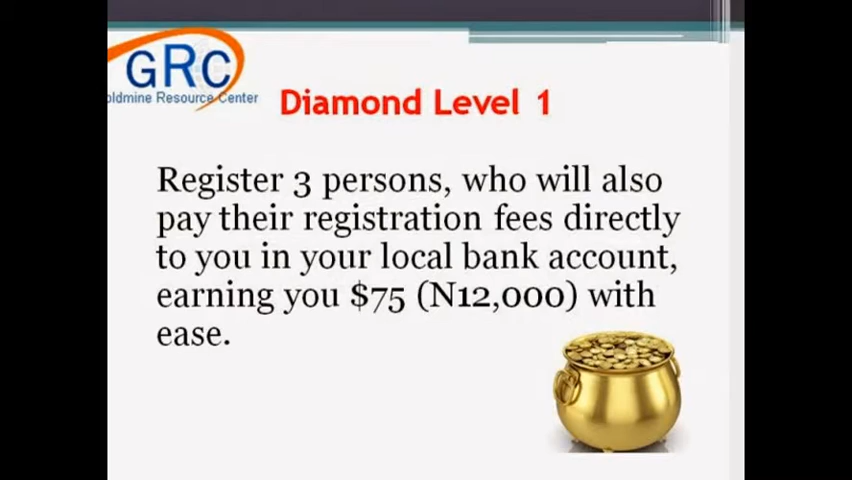 GRC
oldmine Resource Center
Diamond Level 1
Register 3 persons, who will also
pay their registration fees directly
to you in your local bank account,
earning you $75 (N12,000) with
ease.